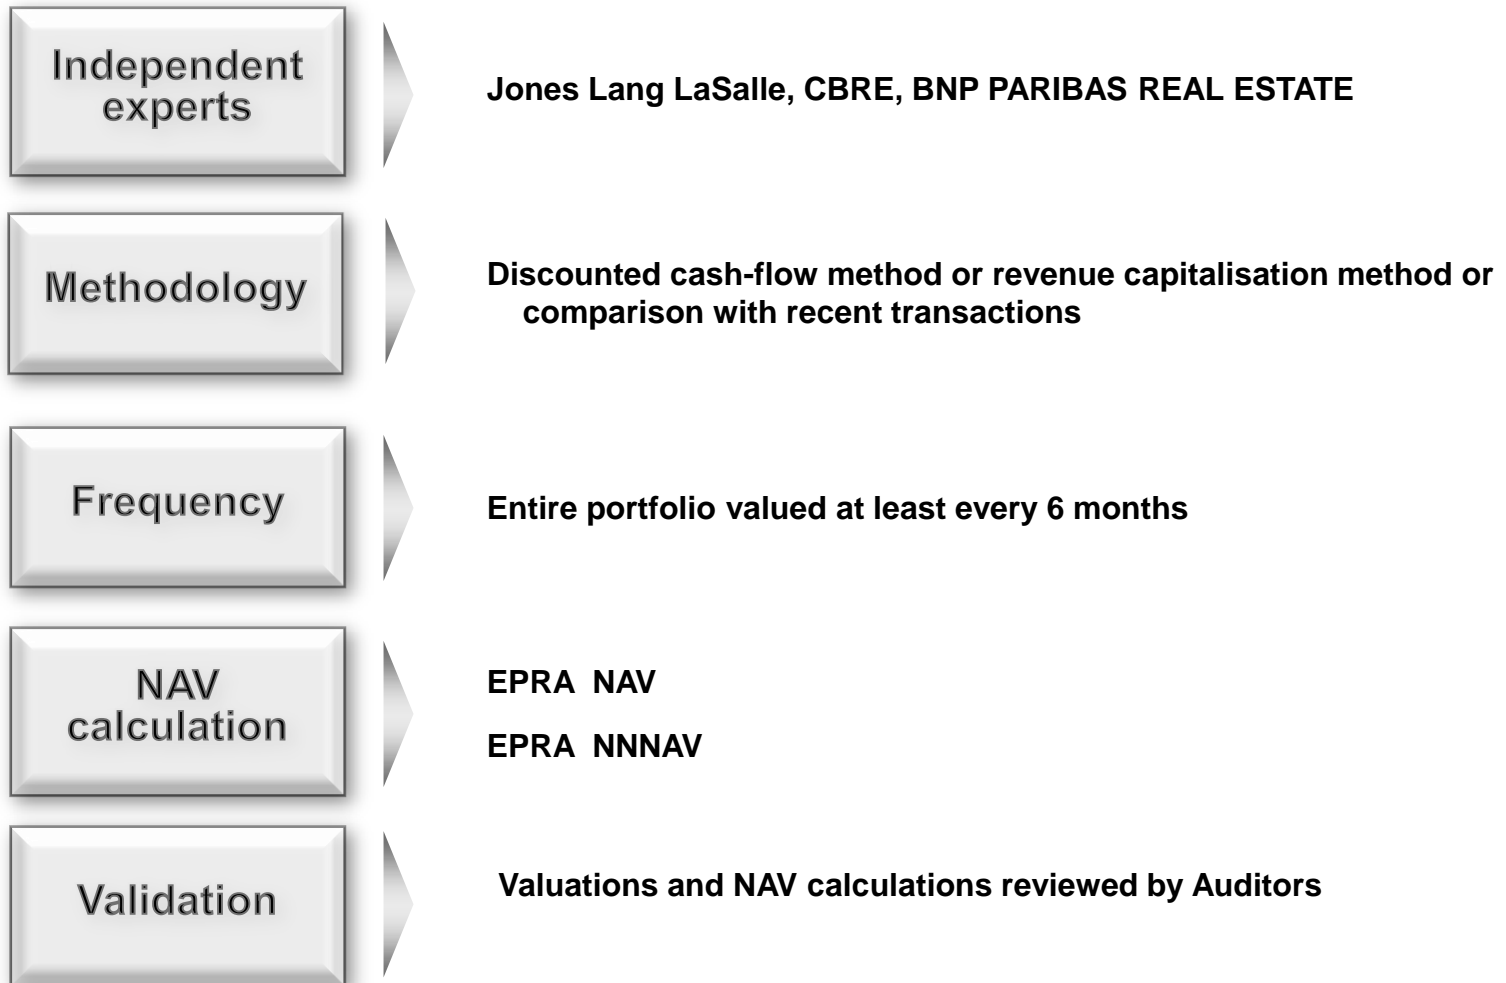 Independent
experts
Jones Lang LaSalle, CBRE, BNP PARIBAS REAL ESTATE
Methodology
Discounted cash-flow method or revenue capitalisation method or
comparison with recent transactions
Frequency
Entire portfolio valued at least every 6 months
NAV
calculation
EPRA NAV
EPRA NNNAV
Validation
Valuations and NAV calculations reviewed by Auditors